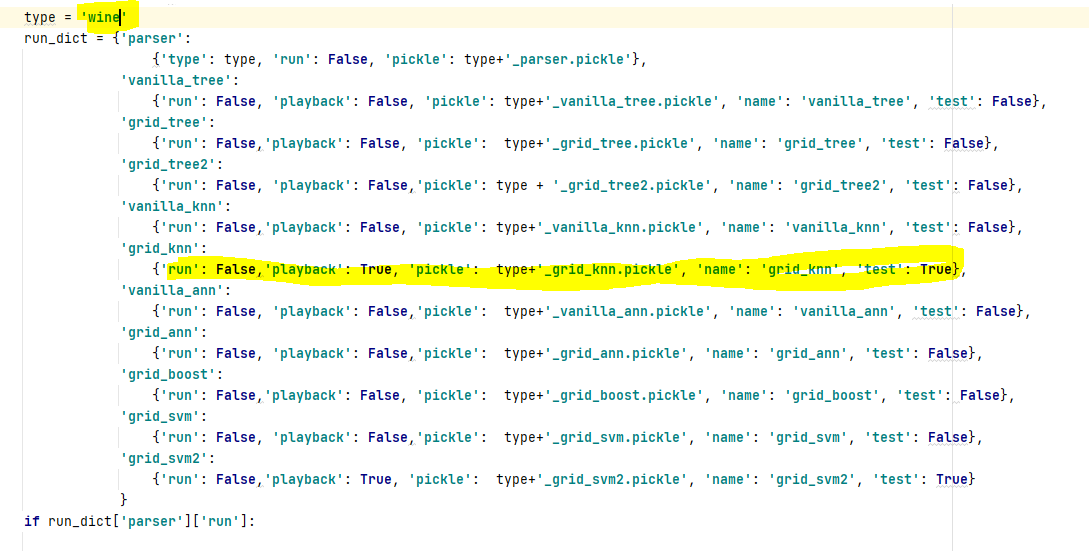 type = 'wine'
run_dict = {'parser':
{'type': type, 'run': False, 'pickle': type+'_parser.pickle'},
'vanilla_tree':
{'run': False, 'playback': False, 'pickle': type+'_vanilla_tree.pickle', 'name': 'vanilla_tree', 'test': False},
'grid_tree':
{'run': False,'playback': False, 'pickle':  type+'_grid_tree.pickle', 'name': 'grid_tree', 'test': False},
'grid_tree2':
{'run': False, 'playback': False,'pickle': type + '_grid_tree2.pickle', 'name': 'grid_tree2', 'test': False},
'vanilla_knn':
{'run': False, 'playback': False, 'pickle': type+'_vanilla_knn.pickle', 'name': 'vanilla_knn', 'test': False},
'grid_knn':
{'run': False,'playback': True, 'pickle':  type+'_grid_knn.pickle', 'name': 'grid_knn', 'test': True},
'vanilla_ann':
{'run': False, 'playback': False,'pickle':  type+'_vanilla_ann.pickle', 'name': 'vanilla_ann', 'test': False},
'grid_ann':
{'run': False, 'playback': False,'pickle':  type+'_grid_ann.pickle', 'name': 'grid_ann', 'test': False},
'grid_boost':
{'run': False,'playback': False, 'pickle':  type+'_grid_boost.pickle', 'name': 'grid_boost', 'test': False},
'grid_svm':
{'run': False, 'playback': False,'pickle':  type+'_grid_svm.pickle', 'name': 'grid_svm', 'test': False},
'grid_svm2':
{'run': False,'playback': True, 'pickle':  type+'_grid_svm2.pickle', 'name': 'grid_svm2', 'test': True}
}
if run_dict['parser']['run']: